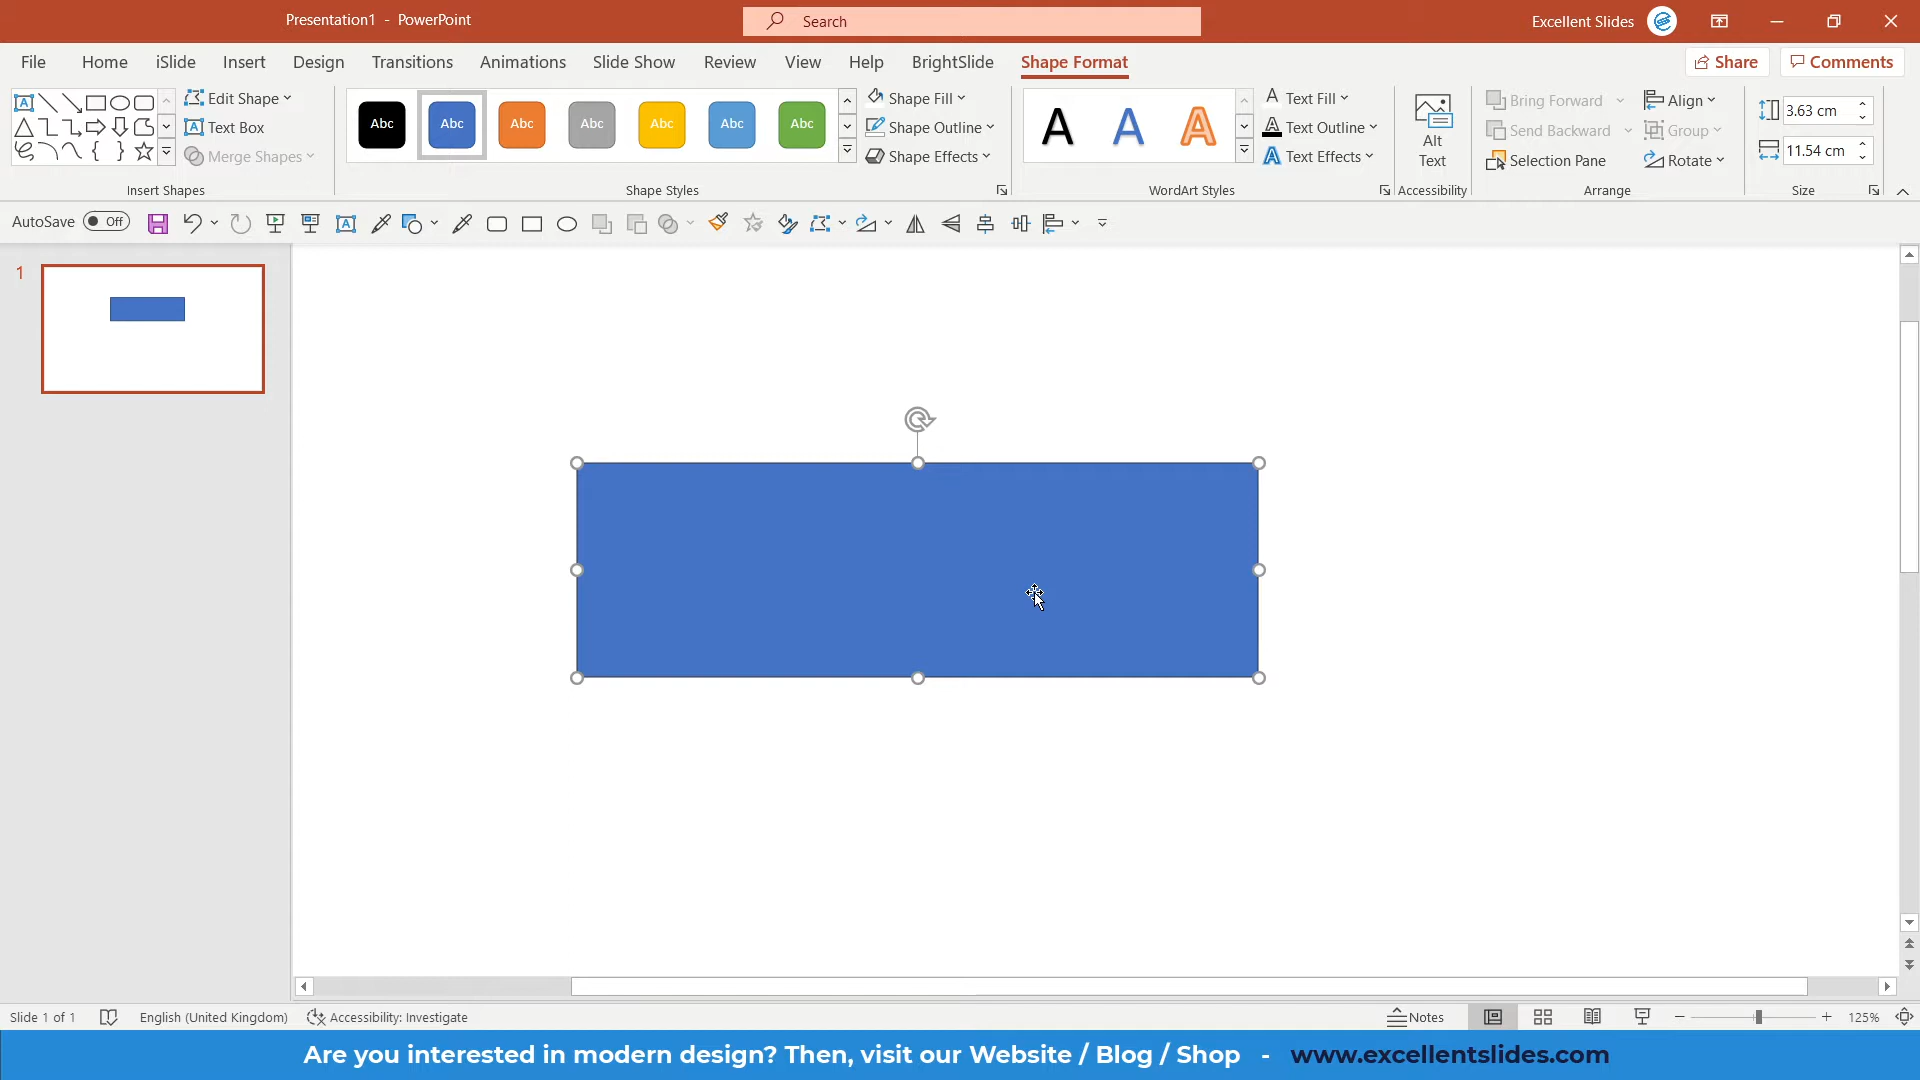 Presentation1 - PowerPoint
Search
Excellent Slides
File Home iSlide Insert Design Transitions Animations Slide Show Review View Help BrightSlide Shape Format
Share
Comments
Edit Shape
Text Box
Merge Shapes
Insert Shapes
Abc Abc Abc Abc Abc Abc Abc
Shape Fill
Shape Outline
Shape Effects
Shape Styles
A A A
Text Fill
Text Outline
Text Effects
WordArt Styles
Alt
Text
Accessibility
Bring Forward
Send Backward
Selection Pane
Align
Group
Rotate
Arrange
3.63 cm
11.54 cm
Size
AutoSave Off
1
Slide 1 of 1 English (United Kingdom) Accessibility: Investigate
Notes
125%
Are you interested in modern design? Then, visit our Website / Blog / Shop - www.excellentslides.com